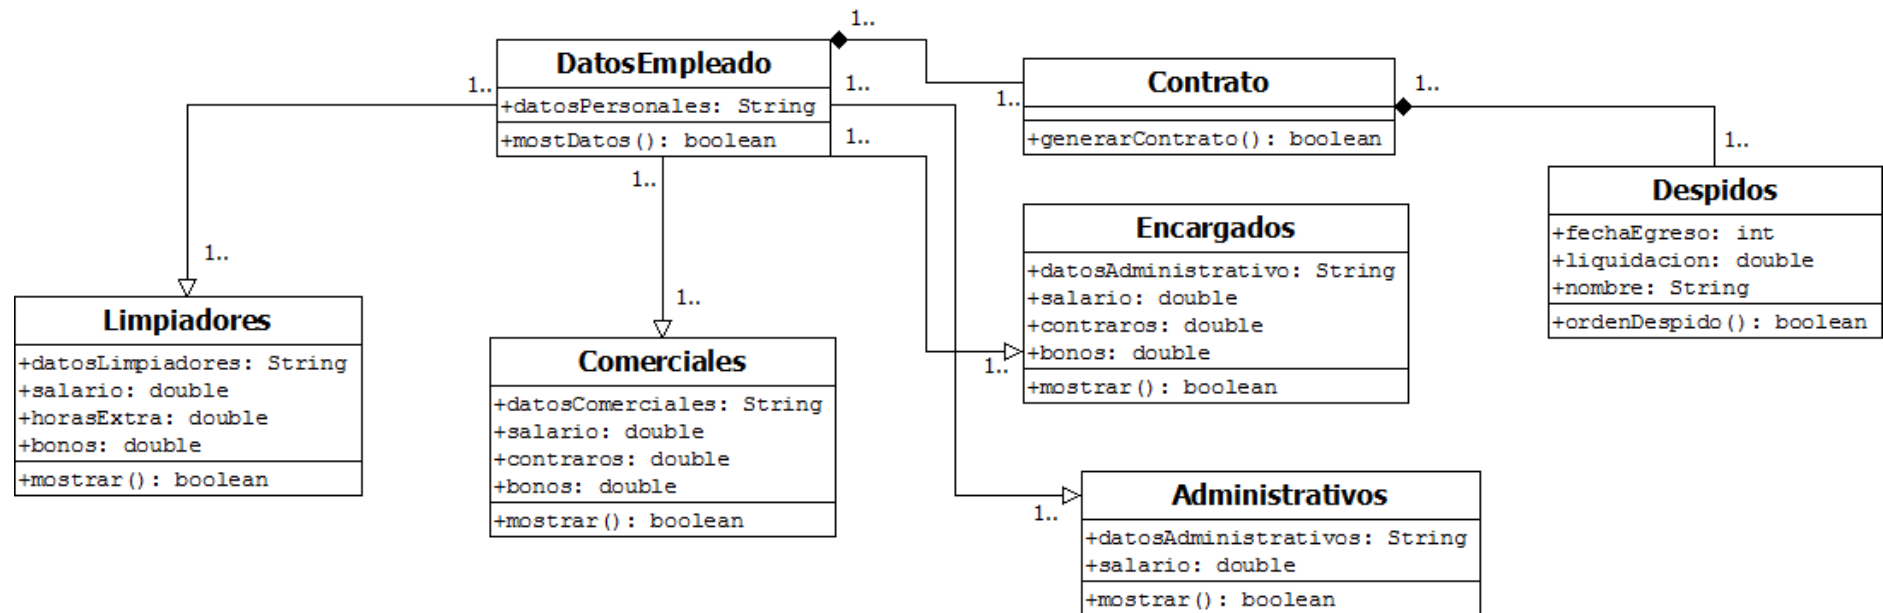 1..
DatosEmpleado
+datosPersonales: String
+mostDatos(): boolean
1..
1..
1..
1..
1..
Contrato
+generarContrato(): boolean
1..
1..
Despidos
+fechaEgreso: int
+liquidacion: double
+nombre: String
+ordenDespido(): boolean
1..
Limpiadores
+datosLimpiadores: String
+salario: double
+horasExtra: double
+bonos: double
+mostrar(): boolean
1..
Comerciales
+datosComerciales: String
+salario: double
+contraros: double
+bonos: double
+mostrar(): boolean
Encargados
+datosAdministrativo: String
+salario: double
+contraros: double
+bonos: double
+mostrar(): boolean
1..
1..
Administrativos
+datosAdministrativos: String
+salario: double
+mostrar(): boolean